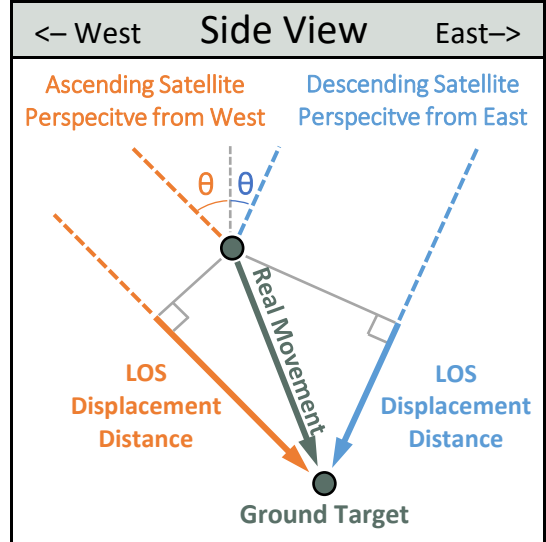 <– West
Side View
East–>
Ascending Satellite
Perspecitve from West
Descending Satellite
Perspecitve from East
θ
θ
Real Movement
LOS
Displacement
Distance
LOS
Displacement
Distance
Ground Target